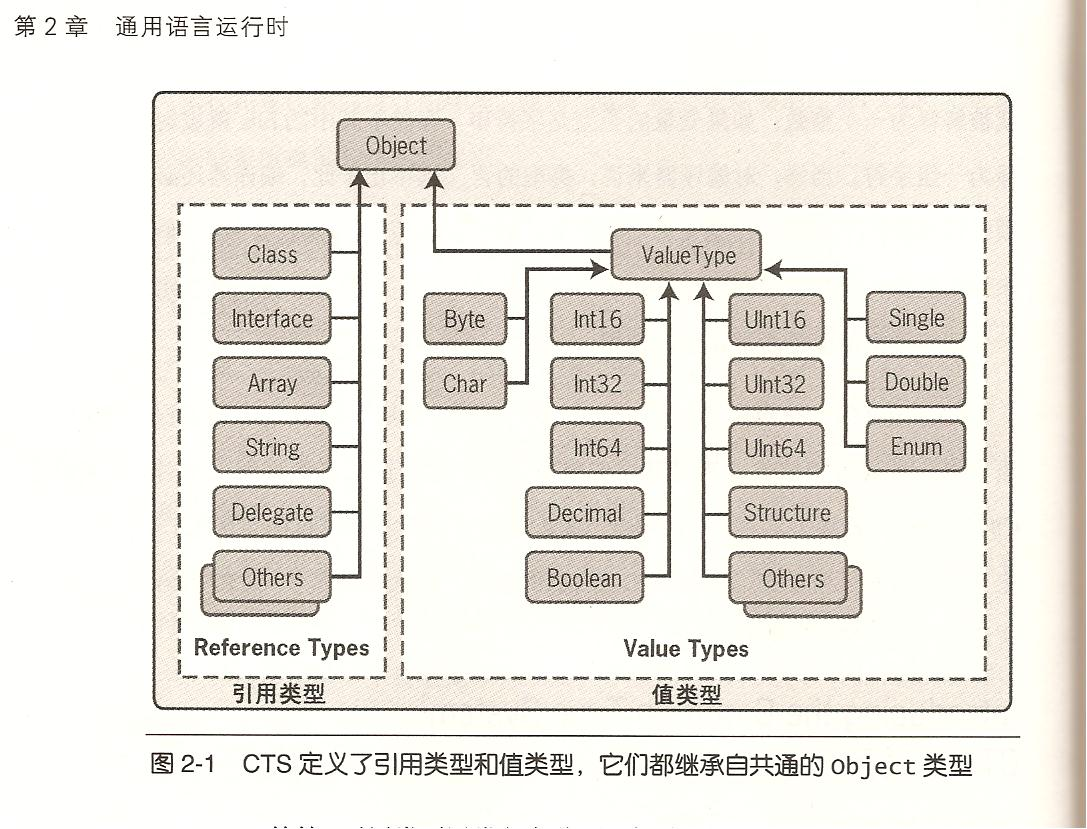 第 2 章 通用语言运行时
Object
Class
Interface
Array
String
Delegate
Others
Reference Types
引用类型
ValueType
Byte
Char
Int16
Int32
Int64
Decimal
Boolean
UInt16
UInt32
UInt64
Structure
Others
Single
Double
Enum
Value Types
值类型
图 2-1 CTS 定义了引用类型和值类型，它们都继承自共通的 Object 类型